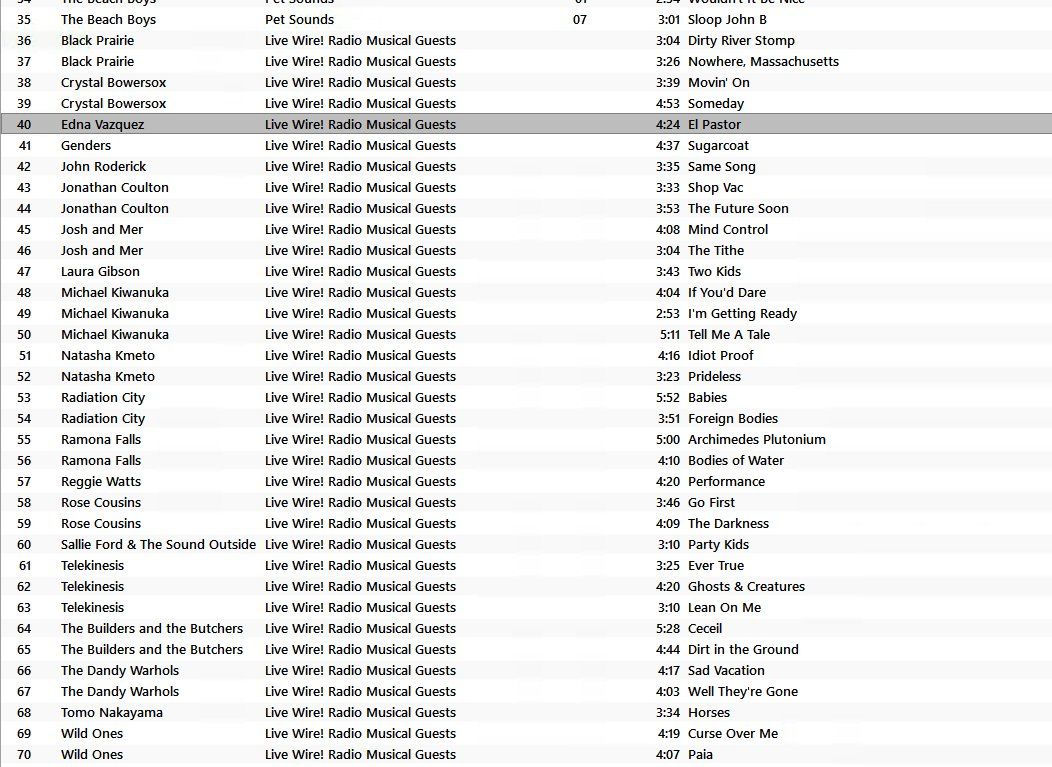 34 The Beach Boys Pet Sounds 01 2:34 Wouldn't It Be Nice
35 The Beach Boys Pet Sounds 07 3:01 Sloop John B
36 Black Prairie Live Wire! Radio Musical Guests 3:04 Dirty River Stomp
37 Black Prairie Live Wire! Radio Musical Guests 3:26 Nowhere, Massachusetts
38 Crystal Bowersox Live Wire! Radio Musical Guests 3:39 Movin' On
39 Crystal Bowersox Live Wire! Radio Musical Guests 4:53 Someday
40 Edna Vazquez Live Wire! Radio Musical Guests 4:24 El Pastor
41 Genders Live Wire! Radio Musical Guests 4:37 Sugarcoat
42 John Roderick Live Wire! Radio Musical Guests 3:35 Same Song
43 Jonathan Coulton Live Wire! Radio Musical Guests 3:33 Shop Vac
44 Jonathan Coulton Live Wire! Radio Musical Guests 3:53 The Future Soon
45 Josh and Mer Live Wire! Radio Musical Guests 4:08 Mind Control
46 Josh and Mer Live Wire! Radio Musical Guests 3:04 The Tithe
47 Laura Gibson Live Wire! Radio Musical Guests 3:43 Two Kids
48 Michael Kiwanuka Live Wire! Radio Musical Guests 4:04 If You'd Dare
49 Michael Kiwanuka Live Wire! Radio Musical Guests 2:53 I'm Getting Ready
50 Michael Kiwanuka Live Wire! Radio Musical Guests 5:11 Tell Me A Tale
51 Natasha Kmeto Live Wire! Radio Musical Guests 4:16 Idiot Proof
52 Natasha Kmeto Live Wire! Radio Musical Guests 3:23 Prideless
53 Radiation City Live Wire! Radio Musical Guests 5:52 Babies
54 Radiation City Live Wire! Radio Musical Guests 3:51 Foreign Bodies
55 Ramona Falls Live Wire! Radio Musical Guests 5:00 Archimedes Plutonium
56 Ramona Falls Live Wire! Radio Musical Guests 4:10 Bodies of Water
57 Reggie Watts Live Wire! Radio Musical Guests 4:20 Performance
58 Rose Cousins Live Wire! Radio Musical Guests 3:46 Go First
59 Rose Cousins Live Wire! Radio Musical Guests 4:09 The Darkness
60 Sallie Ford & The Sound Outside Live Wire! Radio Musical Guests 3:10 Party Kids
61 Telekinesis Live Wire! Radio Musical Guests 3:25 Ever True
62 Telekinesis Live Wire! Radio Musical Guests 4:20 Ghosts & Creatures
63 Telekinesis Live Wire! Radio Musical Guests 3:10 Lean On Me
64 The Builders and the Butchers Live Wire! Radio Musical Guests 5:28 Ceceil
65 The Builders and the Butchers Live Wire! Radio Musical Guests 4:44 Dirt in the Ground
66 The Dandy Warhols Live Wire! Radio Musical Guests 4:17 Sad Vacation
67 The Dandy Warhols Live Wire! Radio Musical Guests 4:03 Well They're Gone
68 Tomo Nakayama Live Wire! Radio Musical Guests 3:34 Horses
69 Wild Ones Live Wire! Radio Musical Guests 4:19 Curse Over Me
70 Wild Ones Live Wire! Radio Musical Guests 4:07 Paia